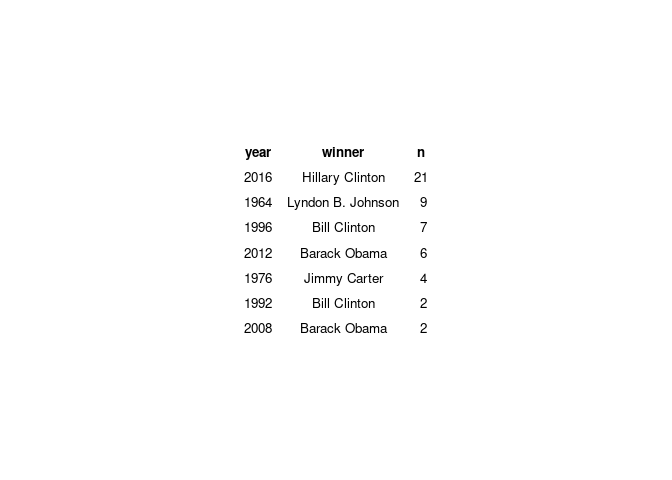 year winner n
2016 Hillary Clinton 21
1964 Lyndon B. Johnson 9
1996 Bill Clinton 7
2012 Barack Obama 6
1976 Jimmy Carter 4
1992 Bill Clinton 2
2008 Barack Obama 2